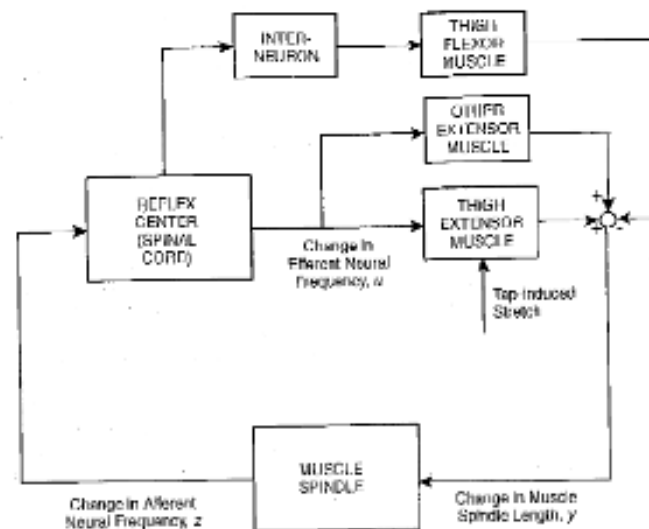 INTER-
NEURON
THIGH
FLEXOR
MUSCLE
OTHER
EXTENSOR
MUSCLE
REFLEX
CENTER
(SPINAL
CORD)
THIGH
EXTENSOR
MUSCLE
+
+
-
Change in
Efferent Neural
Frequency, u
Tap-Induced
Stretch
MUSCLE
SPINDLE
Change in Afferent
Neural Frequency, z
Change in Muscle
Spindle Length, y